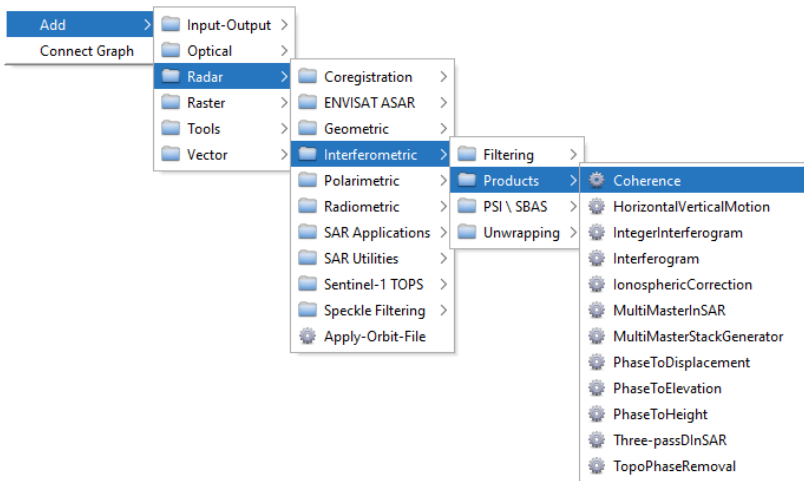 Add
Connect Graph
Input-Output
Optical
Radar
Raster
Tools
Vector
Coregistration
ENVISAT ASAR
Geometric
Interferometric
Polarimetric
Radiometric
SAR Applications
SAR Utilities
Sentinel-1 TOPS
Speckle Filtering
Apply-Orbit-File
Filtering
Products
PSI \ SBAS
Unwrapping
Coherence
HorizontalVerticalMotion
IntegerInterferogram
Interferogram
IonosphericCorrection
MultiMasterInSAR
MultiMasterStackGenerator
PhaseToDisplacement
PhaseToElevation
PhaseToHeight
Three-passDInSAR
TopoPhaseRemoval